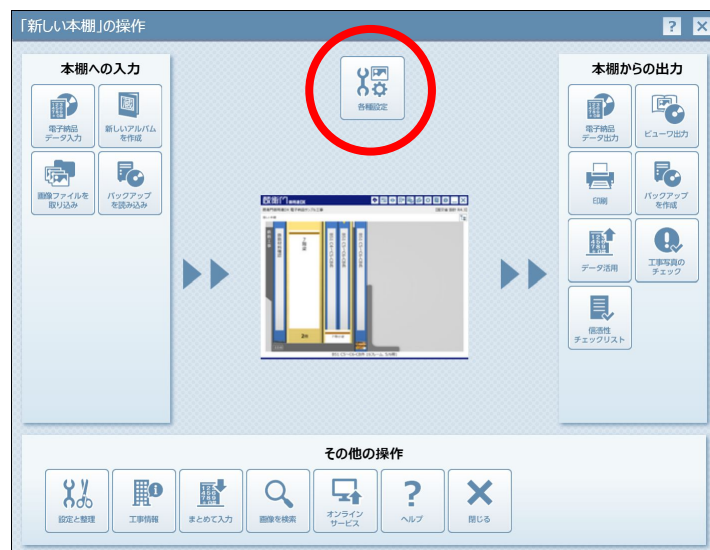 「新しい本棚」の操作
?
本棚への入力
電子納品
データ入力
新しいアルバム
を作成
画像ファイルを
取り込み
バックアップ
を読み込み
各種設定
蔵衛門
本棚からの出力
電子納品
データ出力
ビューワ出力
印刷
バックアップ
を作成
データ活用
工事写真の
チェック
信憑性
チェックリスト
その他の操作
設定と整理
工事情報
まとめて入力
画像を検索
オンライン
サービス
?
ヘルプ
閉じる